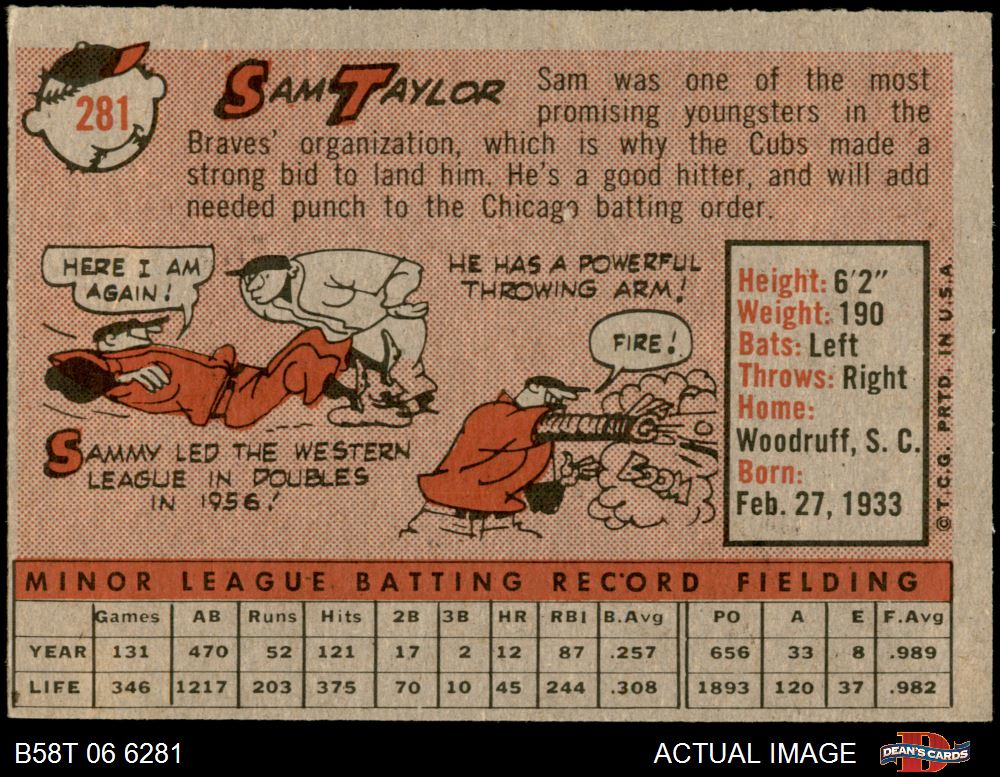 281
SAM TAYLOR
Sam was one of the most
promising youngsters in the
Braves' organization, which is why the Cubs made a
strong bid to land him. He's a good hitter, and will add
needed punch to the Chicago batting order.
HERE I AM
AGAIN!
SAMMY LED THE WESTERN
LEAGUE IN DOUBLES
IN 1956!
HE HAS A POWERFUL
THROWING ARM!
FIRE!
BOOM
Height: 6'2"
Weight: 190
Bats: Left
Throws: Right
Home:
Woodruff, S. C.
Born:
Feb. 27, 1933
© T.C.G. PRTD. IN U.S.A.
MINOR LEAGUE BATTING RECORD FIELDING
Games AB Runs Hits 2B 3B HR RBI B.Avg PO A E F.Avg
YEAR 131 470 52 121 17 2 12 87 .257 656 33 8 .989
LIFE 346 1217 203 375 70 10 45 244 .308 1893 120 37 .982
B58T 06 6281
ACTUAL IMAGE
DEAN'S CARDS